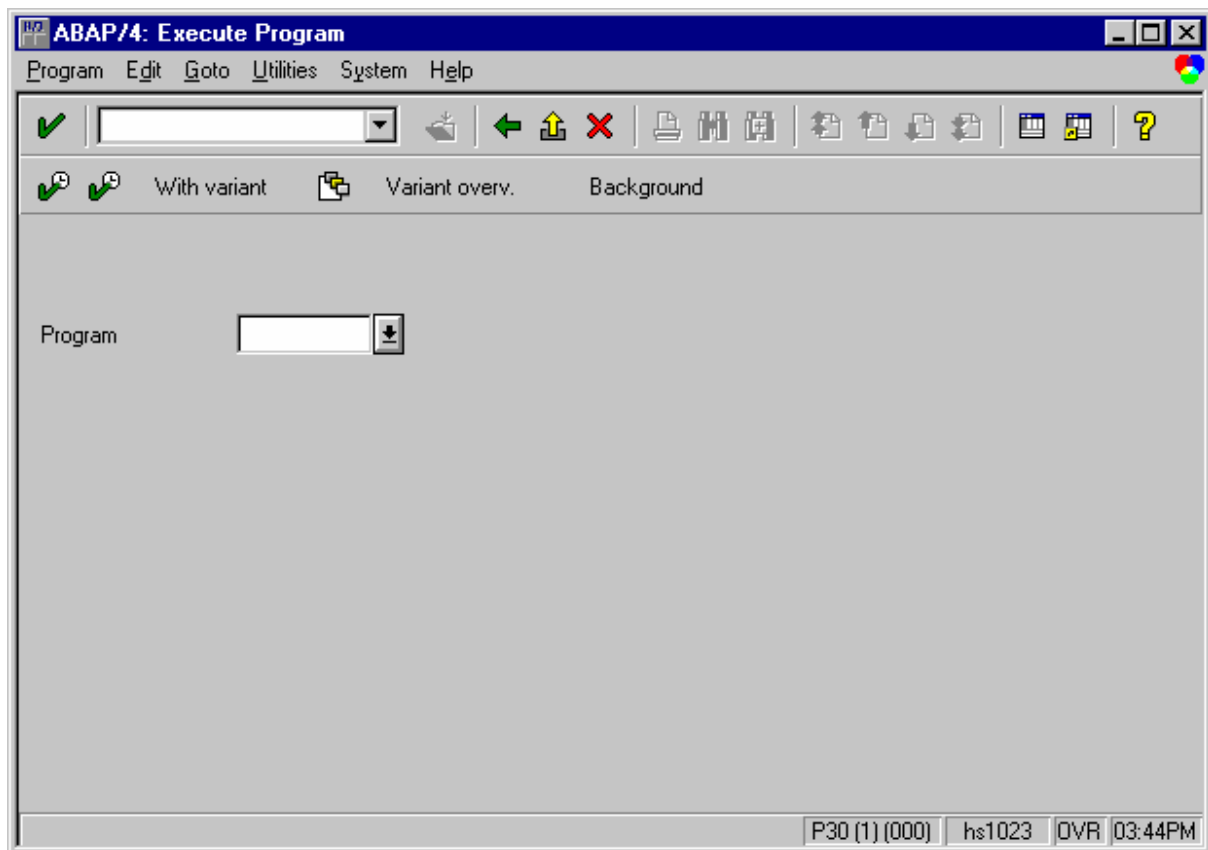 ABAP/4: Execute Program
Program Edit Goto Utilities System Help
With variant Variant overv. Background
Program
P30 (1) (000) hs1023 OVR 03:44PM